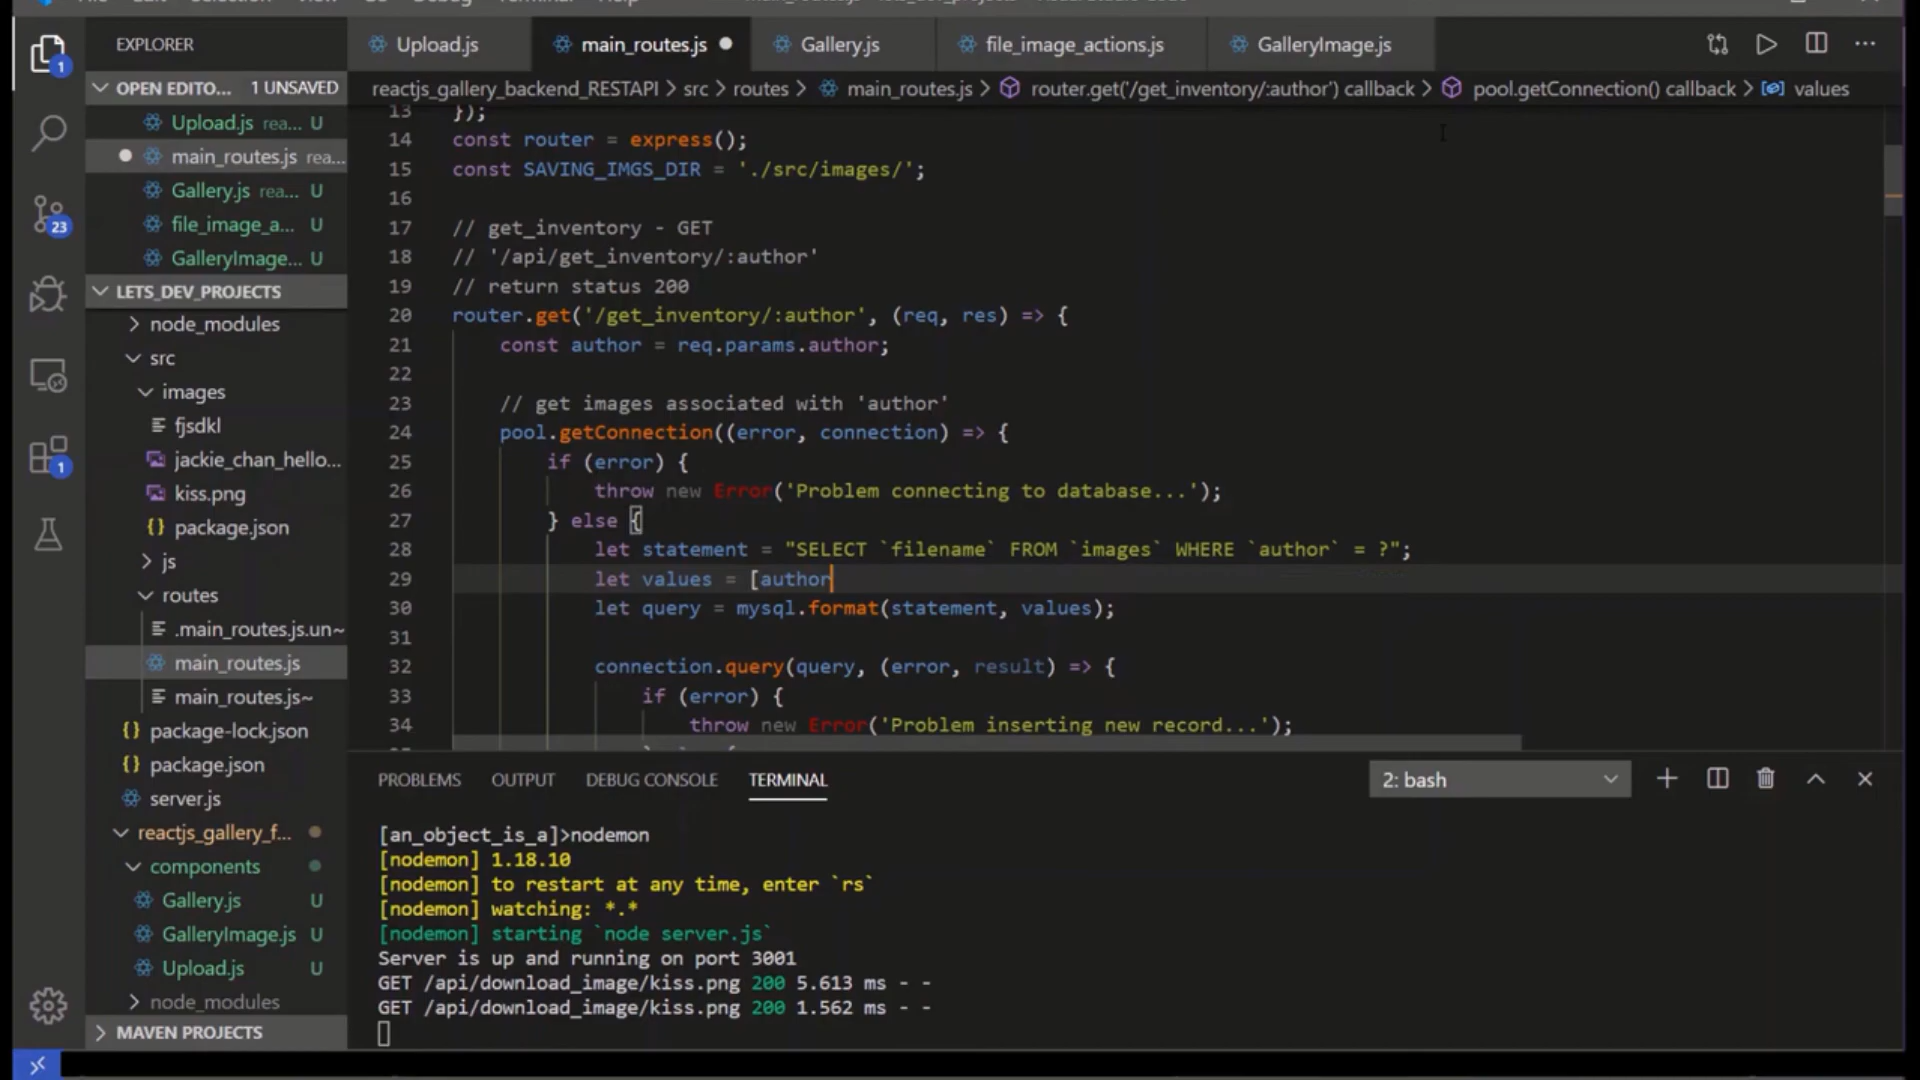 EXPLORER
OPEN EDITO... 1 UNSAVED
Upload.js rea... U
main_routes.js rea...
Gallery.js rea... U
file_image_a... U
GalleryImage... U
LETS_DEV_PROJECTS
node_modules
src
images
fjsdkl
jackie_chan_hello...
kiss.png
package.json
js
routes
.main_routes.js.un~
main_routes.js
main_routes.js~
package-lock.json
package.json
server.js
reactjs_gallery_f...
components
Gallery.js U
GalleryImage.js U
Upload.js U
node_modules
MAVEN PROJECTS
1
23
1
Upload.js main_routes.js Gallery.js file_image_actions.js GalleryImage.js
reactjs_gallery_backend_RESTAPI > src > routes > main_routes.js > router.get('/get_inventory/:author') callback > pool.getConnection() callback > values
13 });
14 const router = express();
15 const SAVING_IMGS_DIR = './src/images/';
16
17 // get_inventory - GET
18 // '/api/get_inventory/:author'
19 // return status 200
20 router.get('/get_inventory/:author', (req, res) => {
21 const author = req.params.author;
22
23 // get images associated with 'author'
24 pool.getConnection((error, connection) => {
25 if (error) {
26 throw new Error('Problem connecting to database...');
27 } else {
28 let statement = "SELECT `filename` FROM `images` WHERE `author` = ?";
29 let values = [author
30 let query = mysql.format(statement, values);
31
32 connection.query(query, (error, result) => {
33 if (error) {
34 throw new Error('Problem inserting new record...');
PROBLEMS OUTPUT DEBUG CONSOLE TERMINAL 2: bash
[an_object_is_a]>nodemon
[nodemon] 1.18.10
[nodemon] to restart at any time, enter `rs`
[nodemon] watching: *.*
[nodemon] starting `node server.js`
Server is up and running on port 3001
GET /api/download_image/kiss.png 200 5.613 ms - -
GET /api/download_image/kiss.png 200 1.562 ms - -